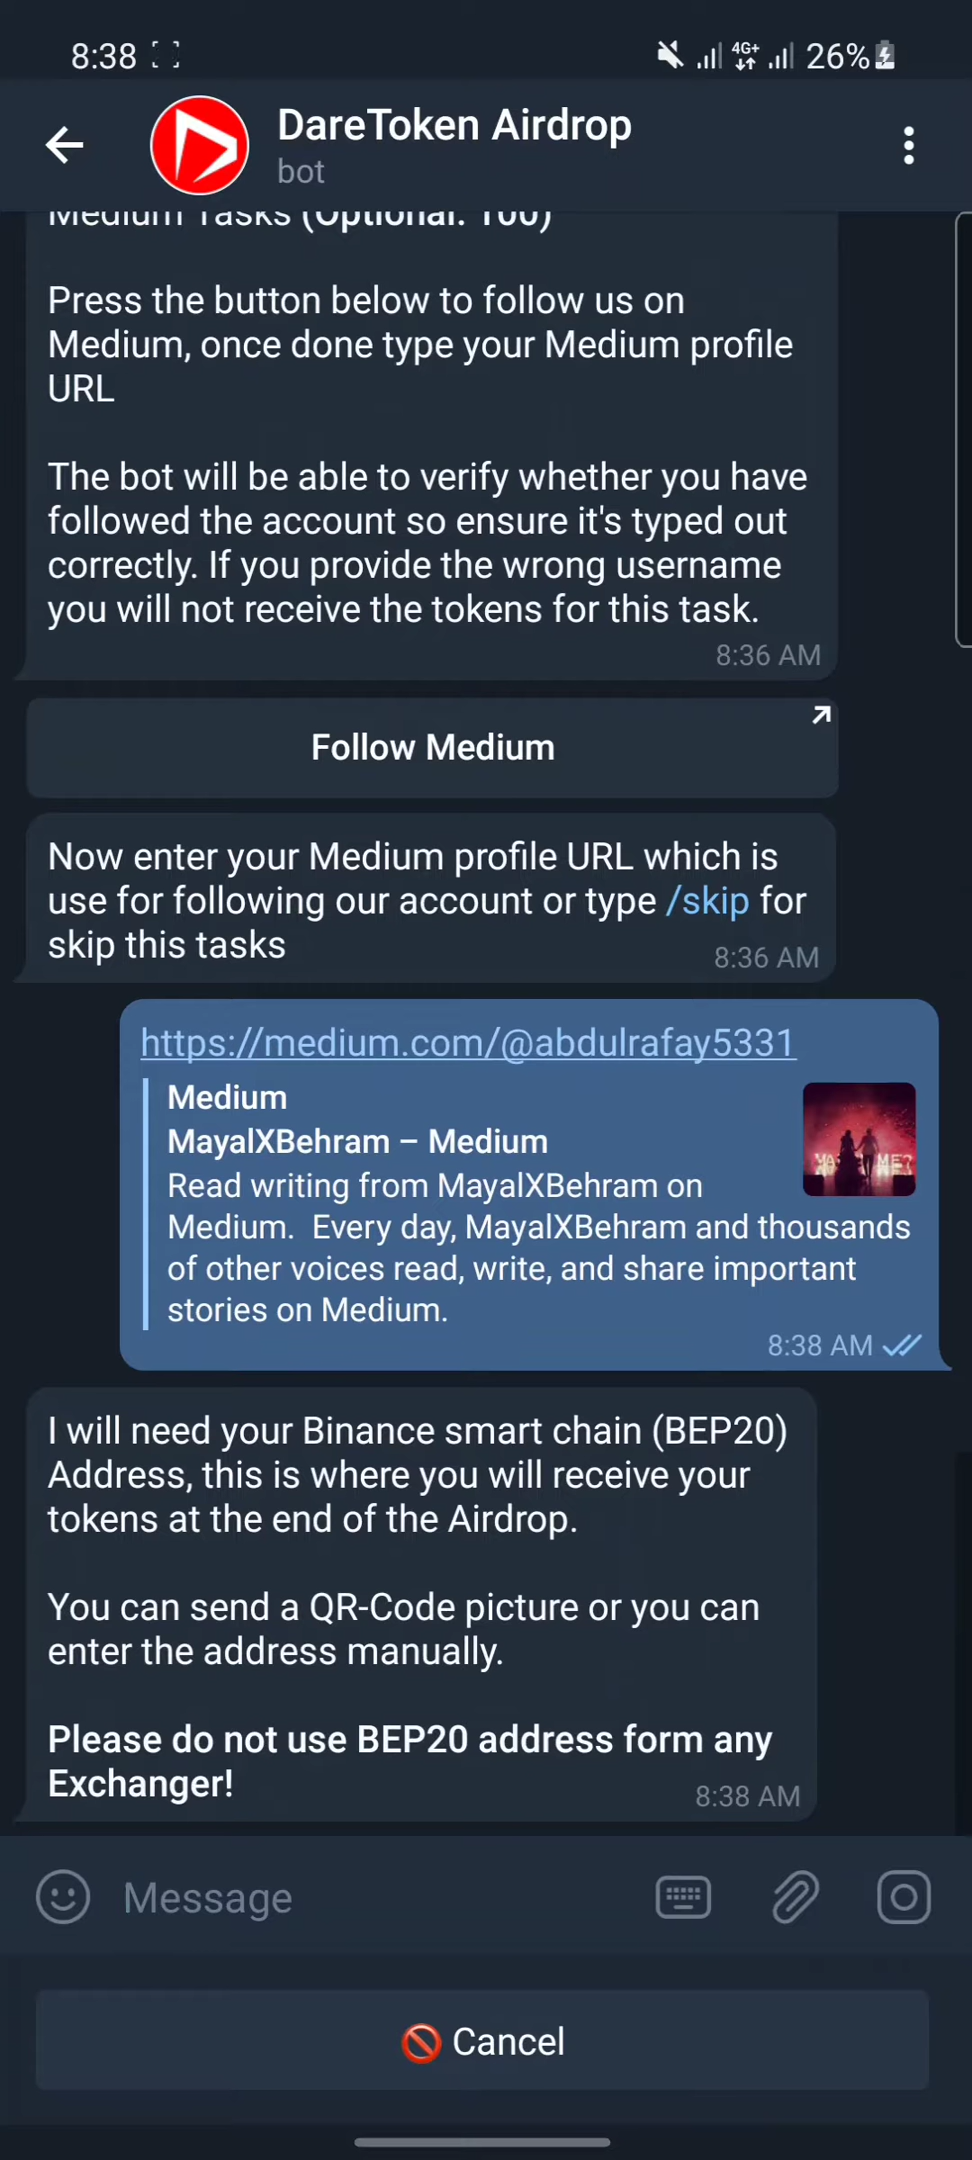 8:38
4G+ 26%
DareToken Airdrop
bot
Medium Tasks (Optional: 100)
Press the button below to follow us on
Medium, once done type your Medium profile
URL
The bot will be able to verify whether you have
followed the account so ensure it's typed out
correctly. If you provide the wrong username
you will not receive the tokens for this task.
8:36 AM
Follow Medium
Now enter your Medium profile URL which is
use for following our account or type /skip for
skip this tasks
8:36 AM
https://medium.com/@abdulrafay5331
Medium
MayalXBehram – Medium
Read writing from MayalXBehram on
Medium. Every day, MayalXBehram and thousands
of other voices read, write, and share important
stories on Medium.
8:38 AM
I will need your Binance smart chain (BEP20)
Address, this is where you will receive your
tokens at the end of the Airdrop.
You can send a QR-Code picture or you can
enter the address manually.
Please do not use BEP20 address form any
Exchanger!
8:38 AM
Message
Cancel